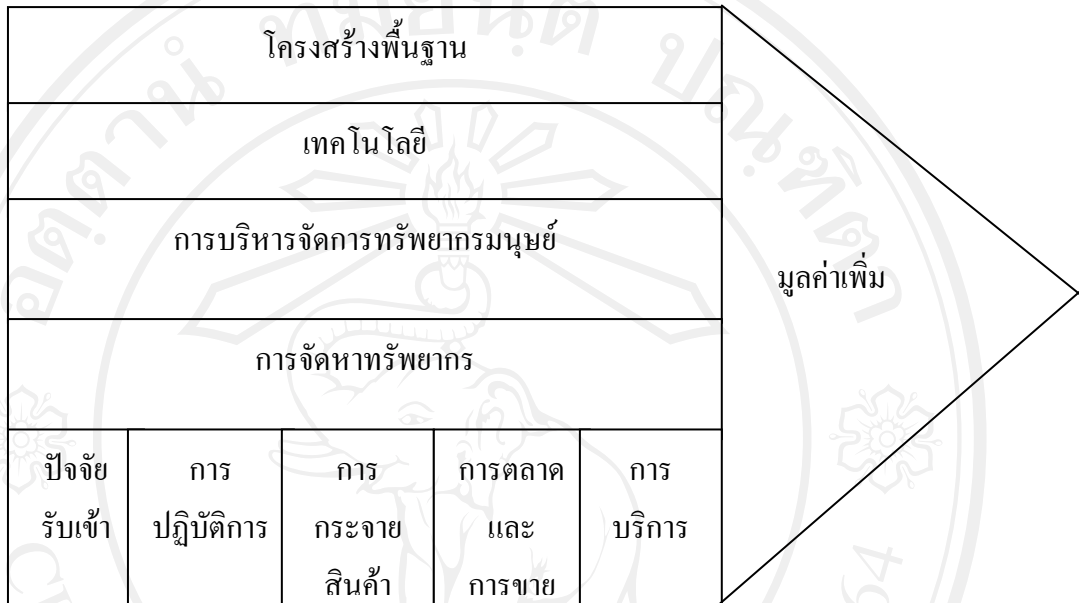 โครงสร้างพื้นฐาน
เทคโนโลยี
การบริหารจัดการทรัพยากรมนุษย์
การจัดหาทรัพยากร
มูลค่าเพิ่ม
ปัจจัย
รับเข้า
การ
ปฏิบัติการ
การ
กระจาย
สินค้า
การตลาด
และ
การขาย
การ
บริการ